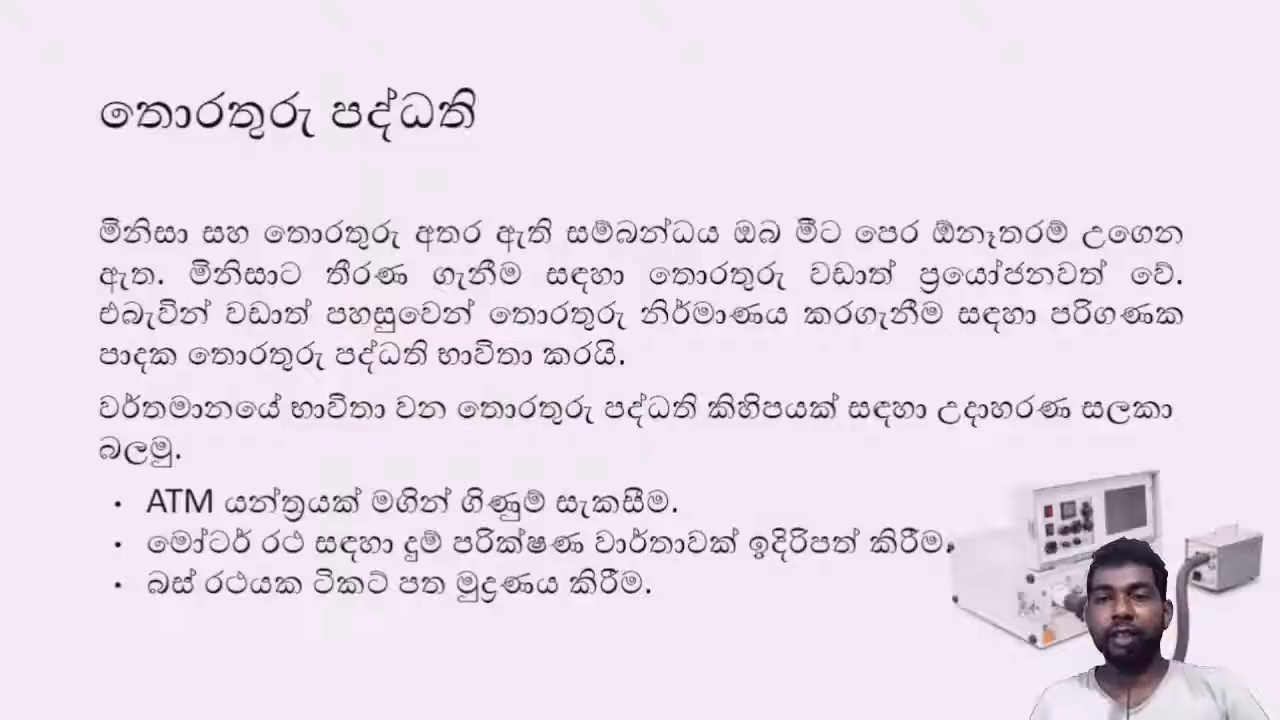 තොරතුරු පද්ධති
මිනිසා සහ තොරතුරු අතර ඇති සම්බන්ධය ඔබ මීට පෙර ඕනෑතරම් උගෙන
ඇත. මිනිසාට තීරණ ගැනීම සඳහා තොරතුරු වඩාත් ප්‍රයෝජනවත් වේ.
එබැවින් වඩාත් පහසුවෙන් තොරතුරු නිර්මාණය කරගැනීම සඳහා පරිගණක
පාදක තොරතුරු පද්ධති භාවිතා කරයි.
වර්තමානයේ භාවිතා වන තොරතුරු පද්ධති කිහිපයක් සඳහා උදාහරණ සලකා
බලමු.
• ATM යන්ත්‍රයක් මගින් ගිණුම් සැකසීම.
• මෝටර් රථ සඳහා දුම් පරික්ෂණ වාර්තාවක් ඉදිරිපත් කිරීම.
• බස් රථයක ටිකට් පත මුද්‍රණය කිරීම.